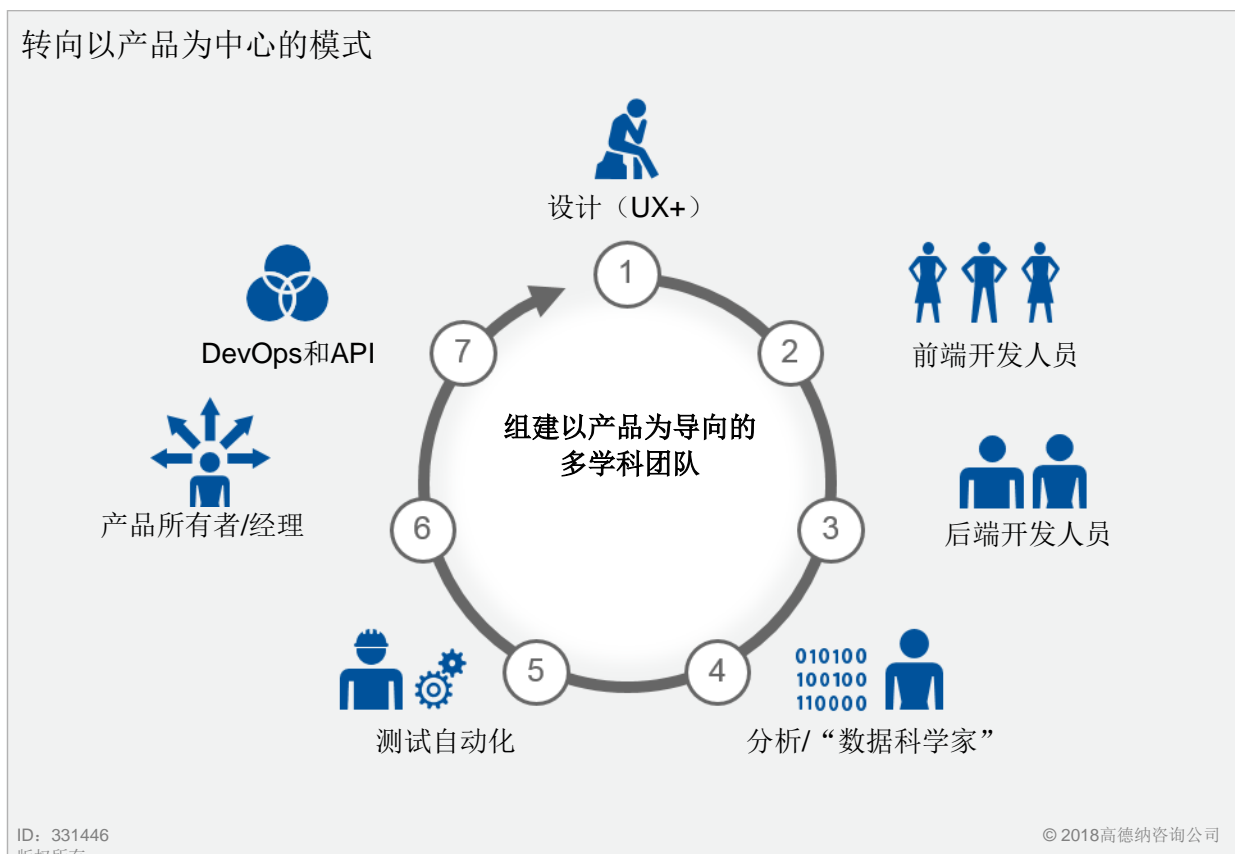 转向以产品为中心的模式
设计（UX+）
1
2
前端开发人员
3
后端开发人员
010100
100100
110000
4
分析/“数据科学家”
5
测试自动化
6
产品所有者/经理
7
DevOps和API
组建以产品为导向的
多学科团队
ID：331446
© 2018高德纳咨询公司